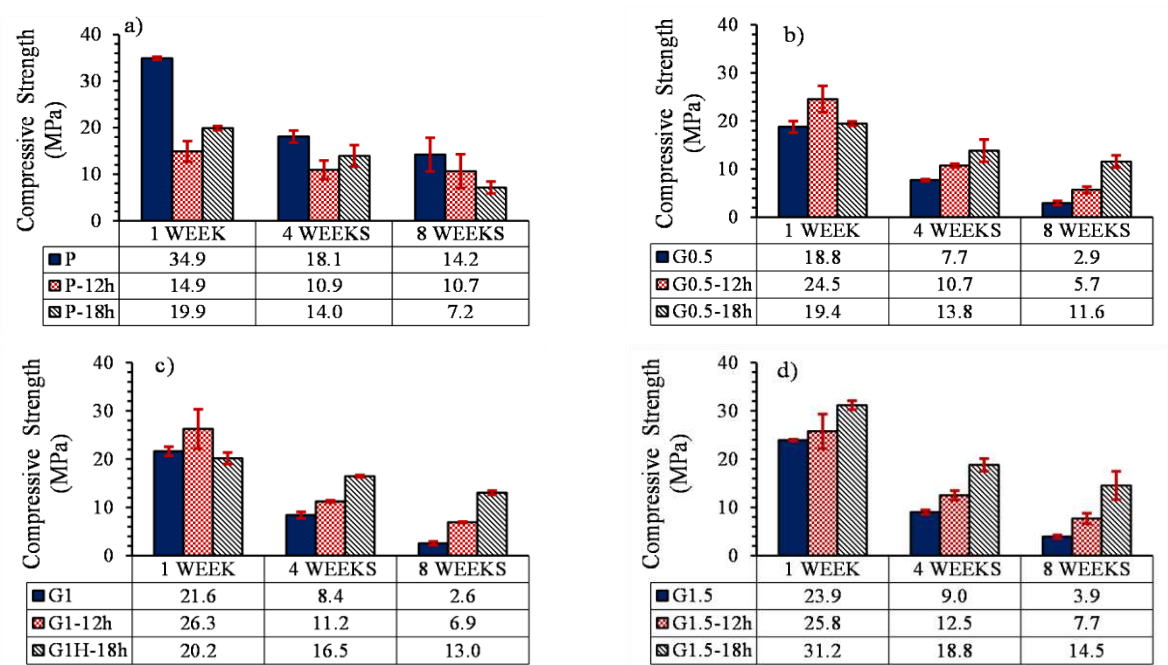 a)
Compressive Strength
(MPa)
40
30
20
10
0
1 WEEK 4 WEEKS 8 WEEKS
P 34.9 18.1 14.2
P-12h 14.9 10.9 10.7
P-18h 19.9 14.0 7.2
b)
Compressive Strength
(MPa)
40
30
20
10
0
1 WEEK 4 WEEKS 8 WEEKS
G0.5 18.8 7.7 2.9
G0.5-12h 24.5 10.7 5.7
G0.5-18h 19.4 13.8 11.6
c)
Compressive Strength
(MPa)
40
30
20
10
0
1 WEEK 4 WEEKS 8 WEEKS
G1 21.6 8.4 2.6
G1-12h 26.3 11.2 6.9
G1H-18h 20.2 16.5 13.0
d)
Compressive Strength
(MPa)
40
30
20
10
0
1 WEEK 4 WEEKS 8 WEEKS
G1.5 23.9 9.0 3.9
G1.5-12h 25.8 12.5 7.7
G1.5-18h 31.2 18.8 14.5